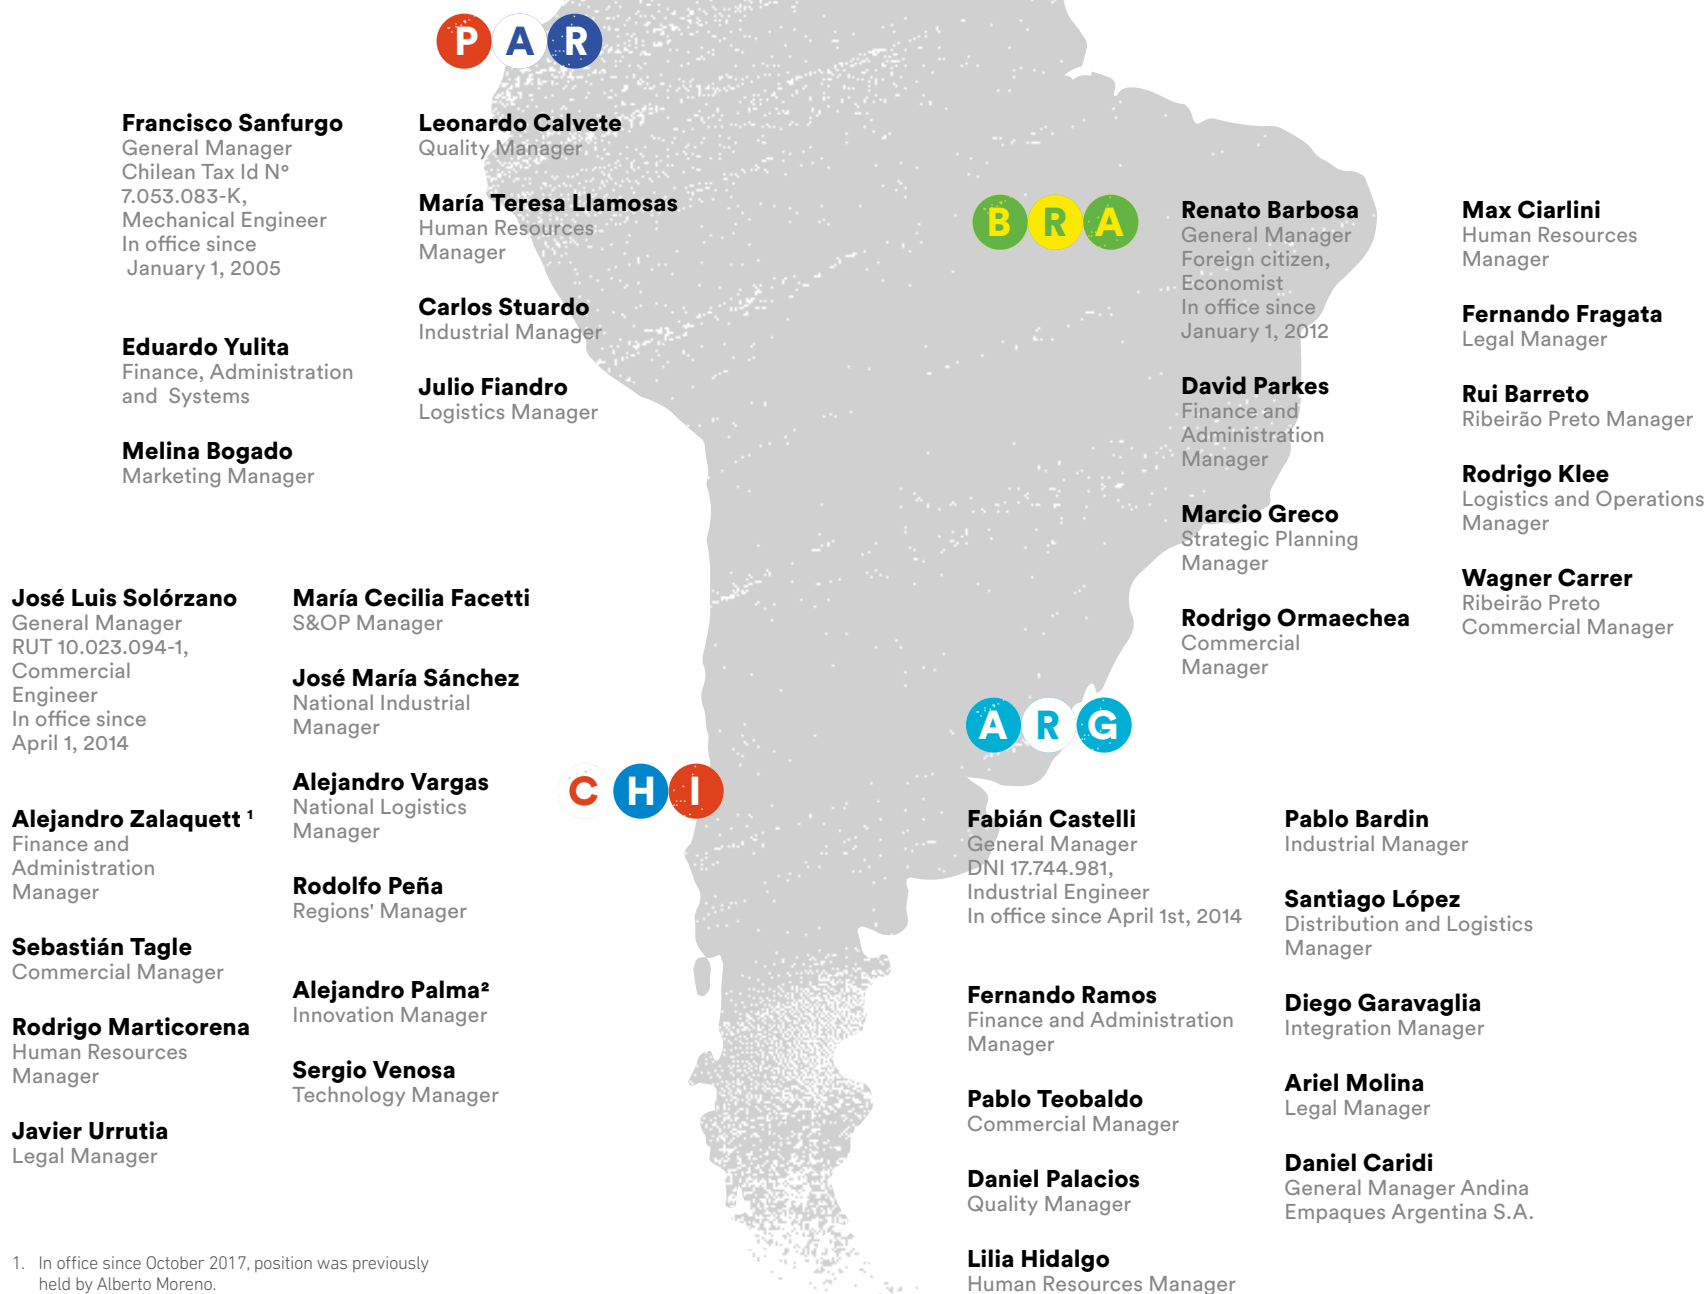 PAR
Francisco Sanfurgo
General Manager
Chilean Tax Id N°
7.053.083-K,
Mechanical Engineer
In office since
January 1, 2005
Eduardo Yulita
Finance, Administration
and Systems
Melina Bogado
Marketing Manager
Leonardo Calvete
Quality Manager
María Teresa Llamosas
Human Resources
Manager
Carlos Stuardo
Industrial Manager
Julio Fiandro
Logistics Manager
BRA
Renato Barbosa
General Manager
Foreign citizen,
Economist
In office since
January 1, 2012
David Parkes
Finance and
Administration
Manager
Marcio Greco
Strategic Planning
Manager
Rodrigo Ormaechea
Commercial
Manager
Max Ciarlini
Human Resources
Manager
Fernando Fragata
Legal Manager
Rui Barreto
Ribeirão Preto Manager
Rodrigo Klee
Logistics and Operations
Manager
Wagner Carrer
Ribeirão Preto
Commercial Manager
CHI
José Luis Solórzano
General Manager
RUT 10.023.094-1,
Commercial
Engineer
In office since
April 1, 2014
Alejandro Zalaquett ¹
Finance and
Administration
Manager
Sebastián Tagle
Commercial Manager
Rodrigo Marticorena
Human Resources
Manager
Javier Urrutia
Legal Manager
María Cecilia Facetti
S&OP Manager
José María Sánchez
National Industrial
Manager
Alejandro Vargas
National Logistics
Manager
Rodolfo Peña
Regions' Manager
Alejandro Palma²
Innovation Manager
Sergio Venosa
Technology Manager
ARG
Fabián Castelli
General Manager
DNI 17.744.981,
Industrial Engineer
In office since April 1st, 2014
Fernando Ramos
Finance and Administration
Manager
Pablo Teobaldo
Commercial Manager
Daniel Palacios
Quality Manager
Lilia Hidalgo
Human Resources Manager
Pablo Bardin
Industrial Manager
Santiago López
Distribution and Logistics
Manager
Diego Garavaglia
Integration Manager
Ariel Molina
Legal Manager
Daniel Caridi
General Manager Andina
Empaques Argentina S.A.
1. In office since October 2017, position was previously
held by Alberto Moreno.